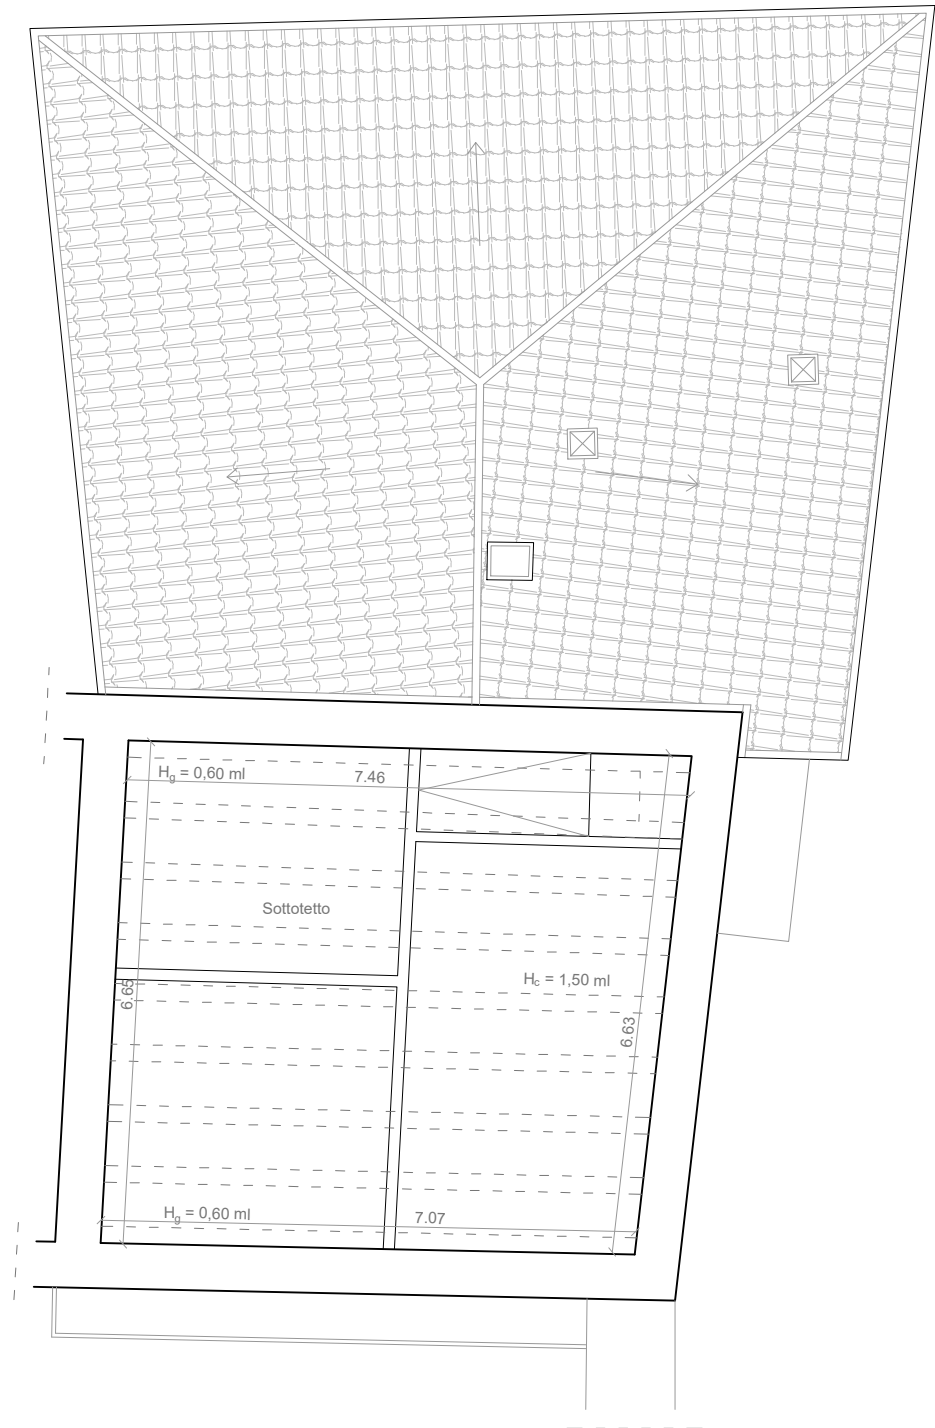 Hg = 0,60 ml
7.46
Sottotetto
Hc = 1,50 ml
6.65
6.63
Hg = 0,60 ml
7.07